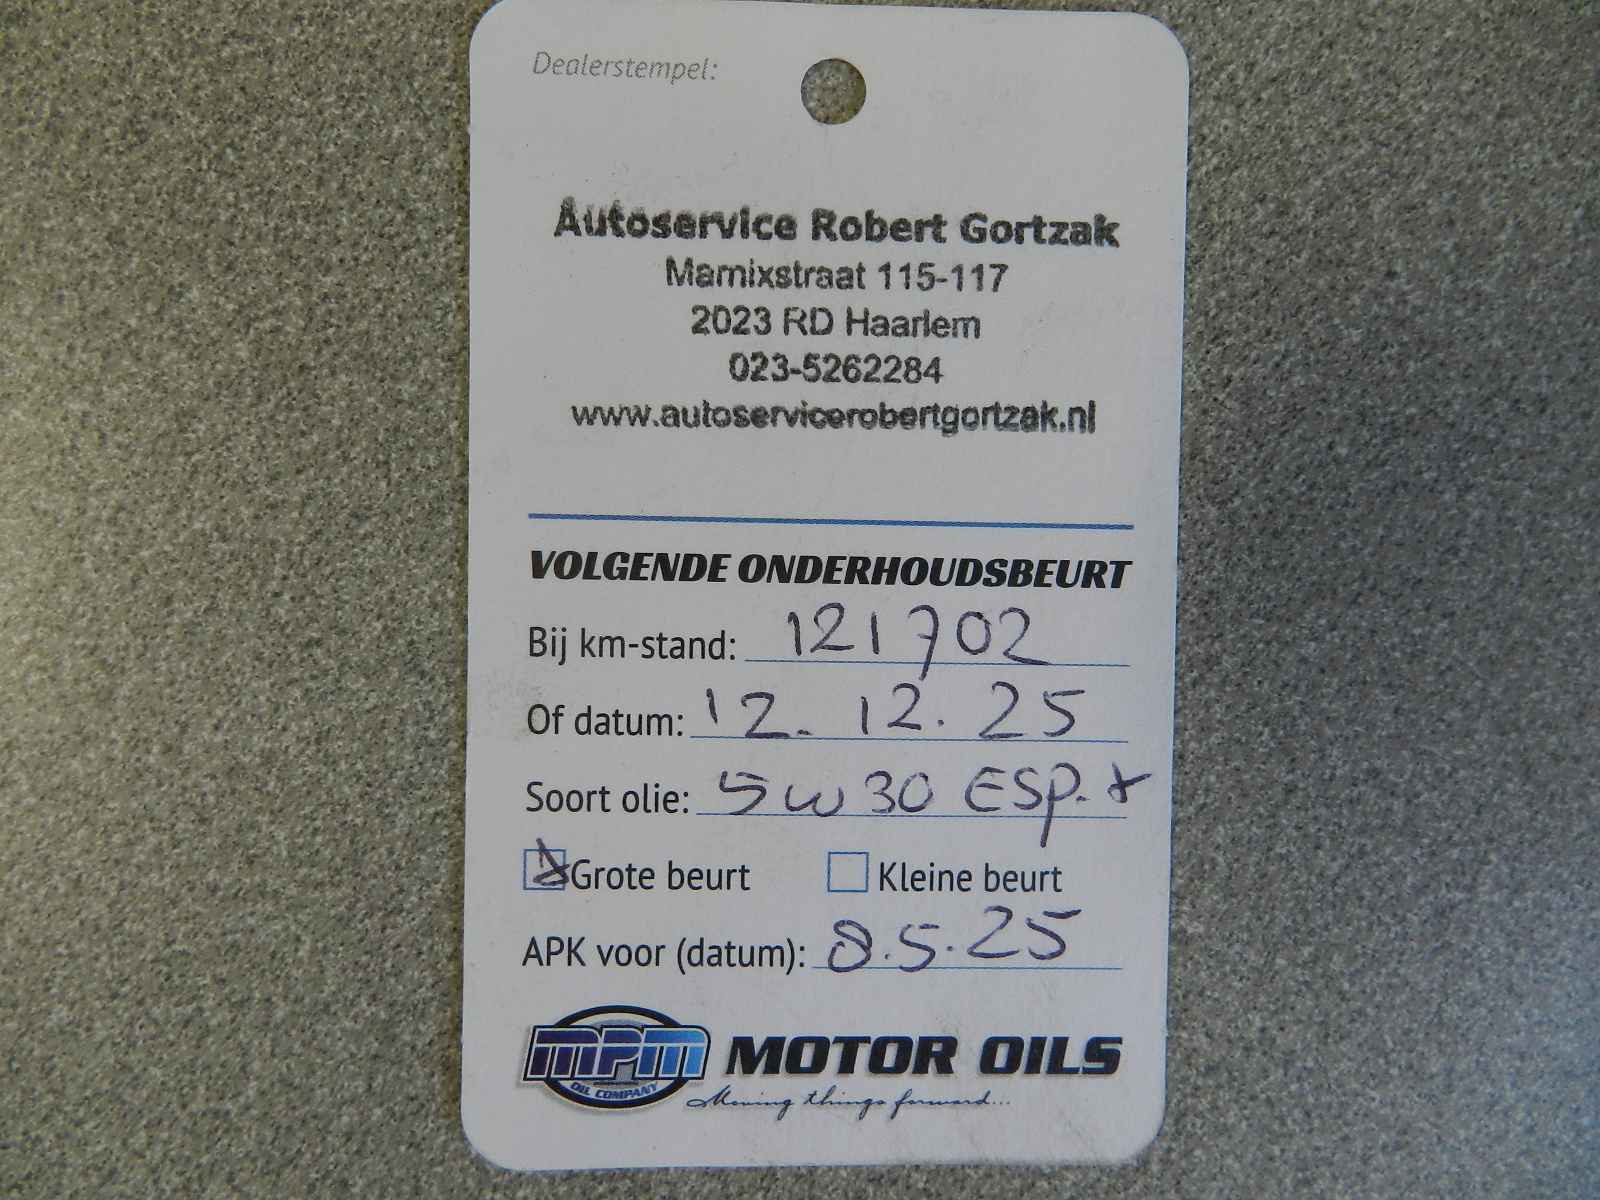 Dealerstempel:
Autoservice Robert Gortzak
Marnixstraat 115-117
2023 RD Haarlem
023-5262284
www.autoservicerobertgortzak.nl
VOLGENDE ONDERHOUDSBEURT
Bij km-stand: 121702
Of datum: 12.12.25
Soort olie: 5W30 ESP.
Grote beurt Kleine beurt
APK voor (datum): 8.5.25
MPM MOTOR OILS
OIL COMPANY Moving things forward...